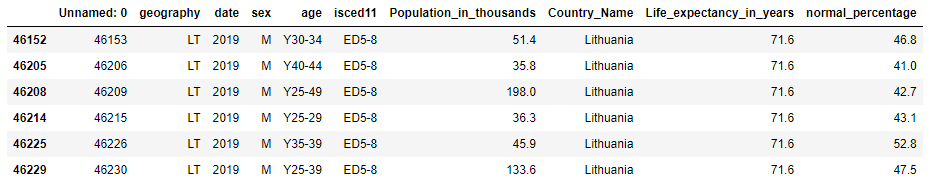 Unnamed: 0 geography date sex age isced11 Population_in_thousands Country_Name Life_expectancy_in_years normal_percentage
46152 46153 LT 2019 M Y30-34 ED5-8 51.4 Lithuania 71.6 46.8
46205 46206 LT 2019 M Y40-44 ED5-8 35.8 Lithuania 71.6 41.0
46208 46209 LT 2019 M Y25-49 ED5-8 198.0 Lithuania 71.6 42.7
46214 46215 LT 2019 M Y25-29 ED5-8 36.3 Lithuania 71.6 43.1
46225 46226 LT 2019 M Y35-39 ED5-8 45.9 Lithuania 71.6 52.8
46229 46230 LT 2019 M Y25-39 ED5-8 133.6 Lithuania 71.6 47.5